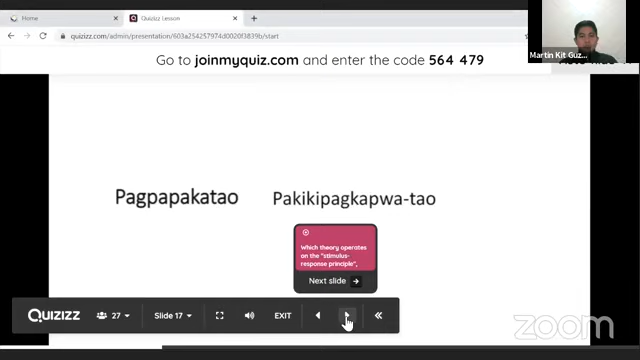 Home
Quizizz Lesson
quizizz.com/admin/presentation/603a254257974d0020f3839b/start
Go to joinmyquiz.com and enter the code 564 479
Martin Kit Guz...
Pagpapakatao
Pakikipagkapwa-tao
Which theory operates
on the "stimulus-
response principle",
Next slide
Quizizz
27
Slide 17
EXIT
zoom